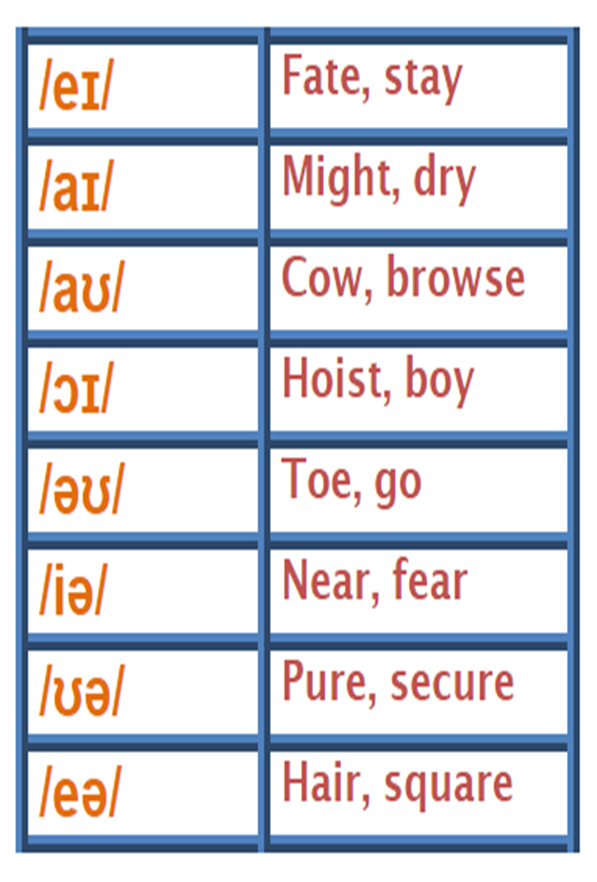 /eɪ/ Fate, stay
/aɪ/ Might, dry
/aʊ/ Cow, browse
/ɔɪ/ Hoist, boy
/əʊ/ Toe, go
/iə/ Near, fear
/ʊə/ Pure, secure
/eə/ Hair, square